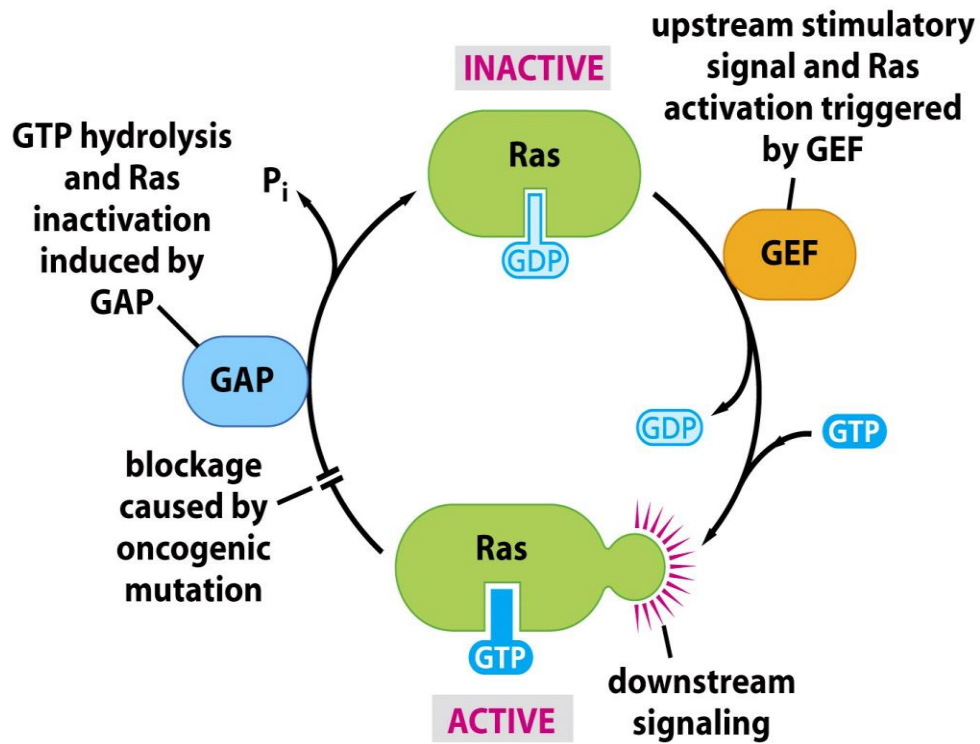 upstream stimulatory
signal and Ras
activation triggered
by GEF
INACTIVE
GTP hydrolysis
and Ras
inactivation
induced by
GAP
Pi
Ras
GDP
GEF
GAP
GDP
GTP
blockage
caused by
oncogenic
mutation
Ras
GTP
ACTIVE
downstream
signaling